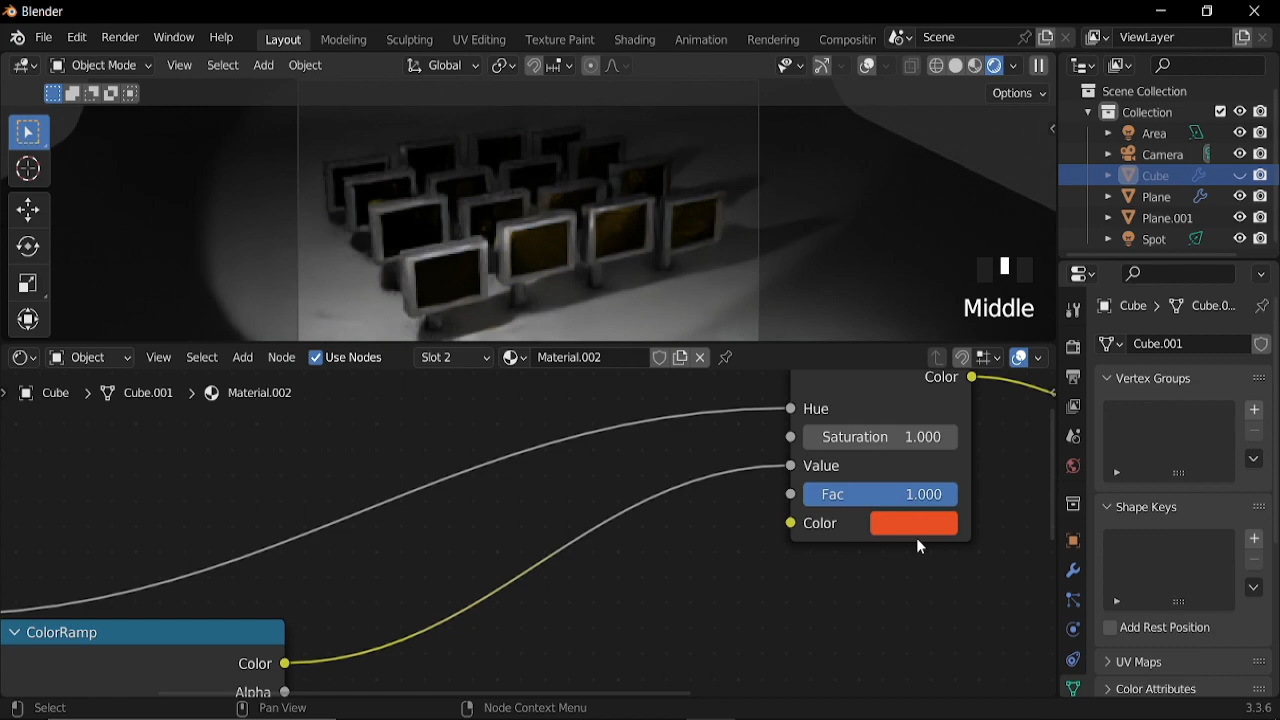 Blender
File Edit Render Window Help Layout Modeling Sculpting UV Editing Texture Paint Shading Animation Rendering Compositin Scene ViewLayer
Object Mode View Select Add Object Global
Options
Scene Collection
Collection
Area
Camera
Cube
Plane
Plane.001
Spot
Middle
Cube Cube.0...
Cube.001
Vertex Groups
Shape Keys
Add Rest Position
UV Maps
Color Attributes
Object View Select Add Node Use Nodes Slot 2 Material.002
Cube Cube.001 Material.002
Color
Hue
Saturation 1.000
Value
Fac 1.000
Color
ColorRamp
Color
Alpha
Select Pan View Node Context Menu 3.3.6